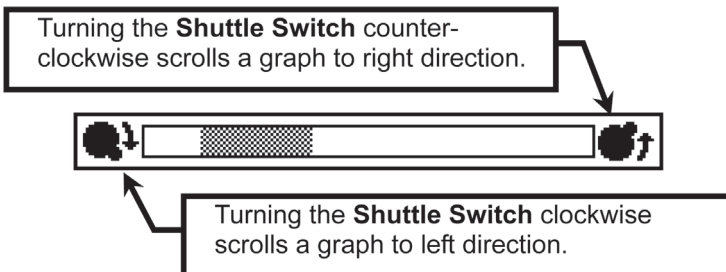 Turning the Shuttle Switch counter-
clockwise scrolls a graph to right direction.
Turning the Shuttle Switch clockwise
scrolls a graph to left direction.